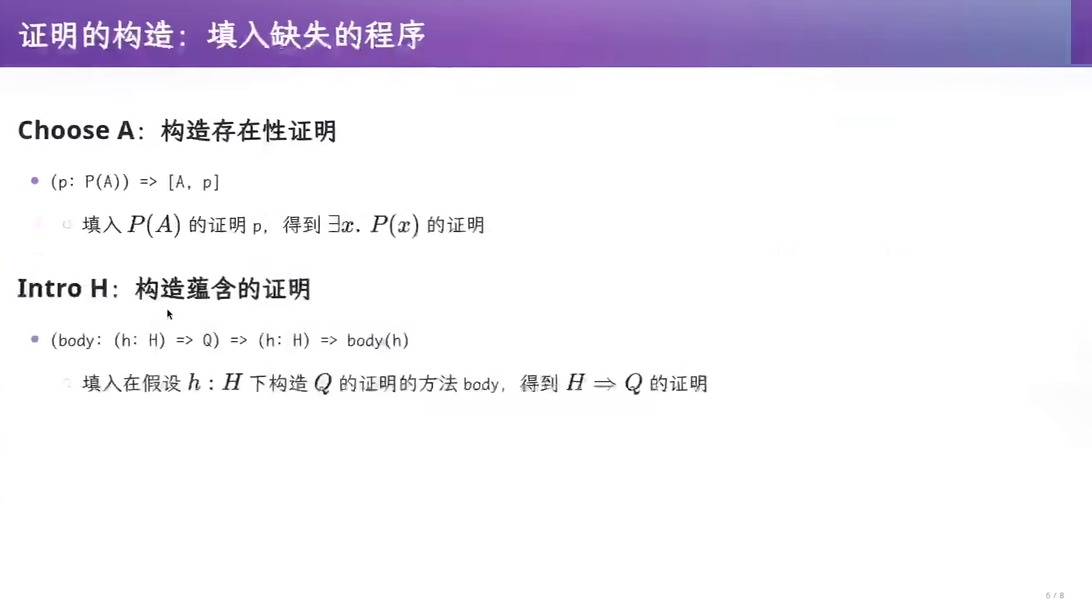 证明的构造：填入缺失的程序
Choose A：构造存在性证明
(p: P(A)) => [A, p]
填入 P(A) 的证明 p，得到 ∃x. P(x) 的证明
Intro H：构造蕴含的证明
(body: (h: H) => Q) => (h: H) => body(h)
填入在假设 h : H 下构造 Q 的证明的方法 body，得到 H ⇒ Q 的证明
6 / 8